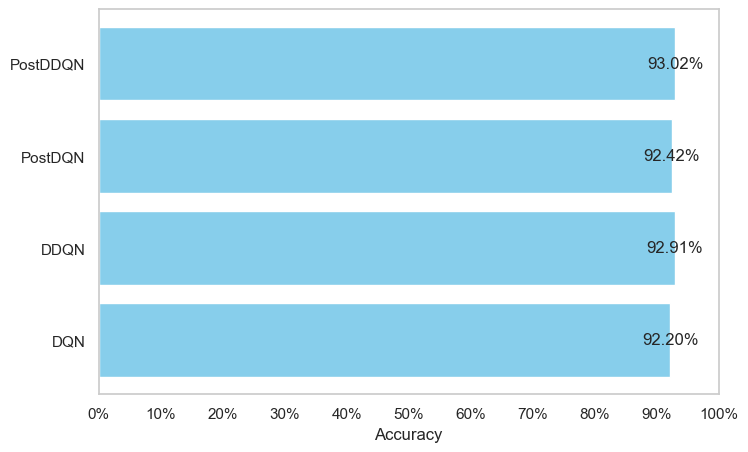 PostDDQN
93.02%
PostDQN
92.42%
DDQN
92.91%
DQN
92.20%
0% 10% 20% 30% 40% 50% 60% 70% 80% 90% 100%
Accuracy